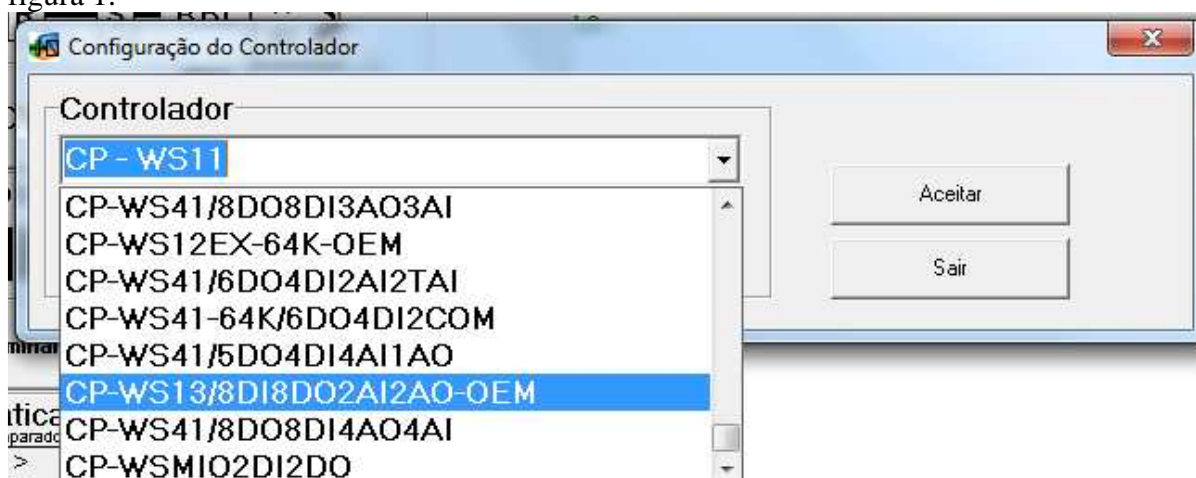 figura 1.
Configuração do Controlador
Controlador
CP - WS11
CP-WS41/8DO8DI3AO3AI
CP-WS12EX-64K-OEM
CP-WS41/6DO4DI2AI2TAI
CP-WS41-64K/6DO4DI2COM
CP-WS41/5DO4DI4AI1AO
CP-WS13/8DI8DO2AI2AO-OEM
CP-WS41/8DO8DI4AO4AI
CP-WSMIO2DI2DO
Aceitar
Sair
>